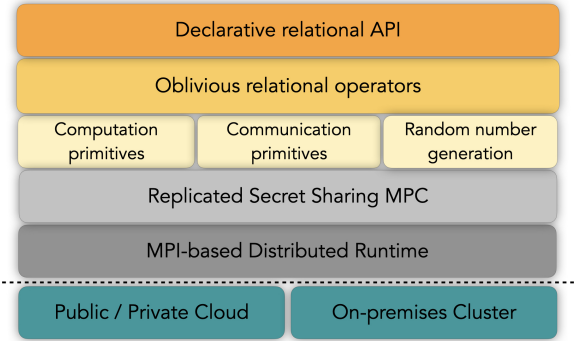 Declarative relational API
Oblivious relational operators
Computation
primitives
Communication
primitives
Random number
generation
Replicated Secret Sharing MPC
MPI-based Distributed Runtime
Public / Private Cloud
On-premises Cluster